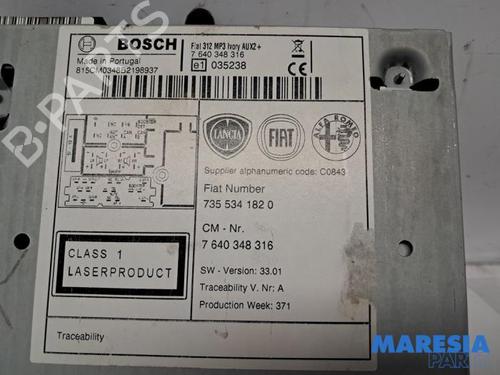 BOSCH
Fiat 312 MP3 Ivory AUX2+
7 640 348 316
Made in Portugal
815CM0348B2198937
e1 035238
LANCIA
FIAT
ALFA ROMEO
Supplier alphanumeric code: C0843
Fiat Number
735 534 182 0
CM - Nr.
7 640 348 316
CLASS 1
LASERPRODUCT
SW - Version: 33.01
Traceability V. Nr: A
Production Week: 371
Traceability
B-PARTS
MARESIA
PARTS